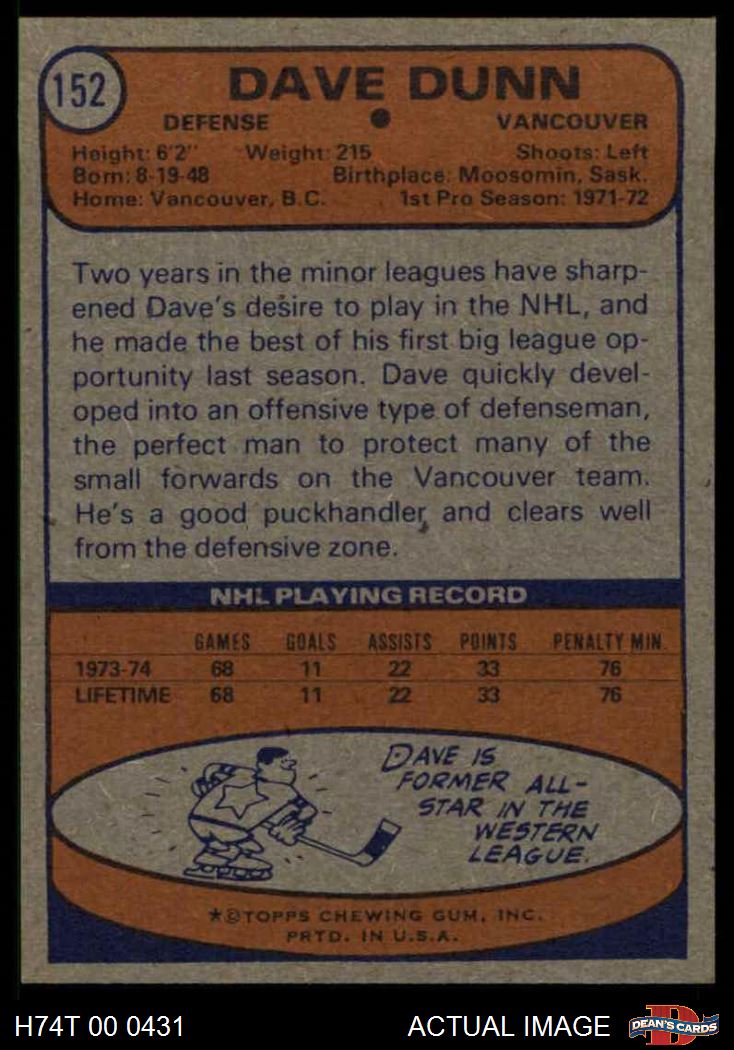 152
DAVE DUNN
DEFENSE • VANCOUVER
Height: 6'2" Weight: 215 Shoots: Left
Born: 8-19-48 Birthplace: Moosomin, Sask.
Home: Vancouver, B.C. 1st Pro Season: 1971-72
Two years in the minor leagues have sharp-
ened Dave's desire to play in the NHL, and
he made the best of his first big league op-
portunity last season. Dave quickly devel-
oped into an offensive type of defenseman,
the perfect man to protect many of the
small forwards on the Vancouver team.
He's a good puckhandler and clears well
from the defensive zone.
NHL PLAYING RECORD
GAMES GOALS ASSISTS POINTS PENALTY MIN.
1973-74 68 11 22 33 76
LIFETIME 68 11 22 33 76
DAVE IS
FORMER ALL-
STAR IN THE
WESTERN
LEAGUE.
★©TOPPS CHEWING GUM, INC.
PRTD. IN U.S.A.
H74T 00 0431 ACTUAL IMAGE D DEAN'S CARDS